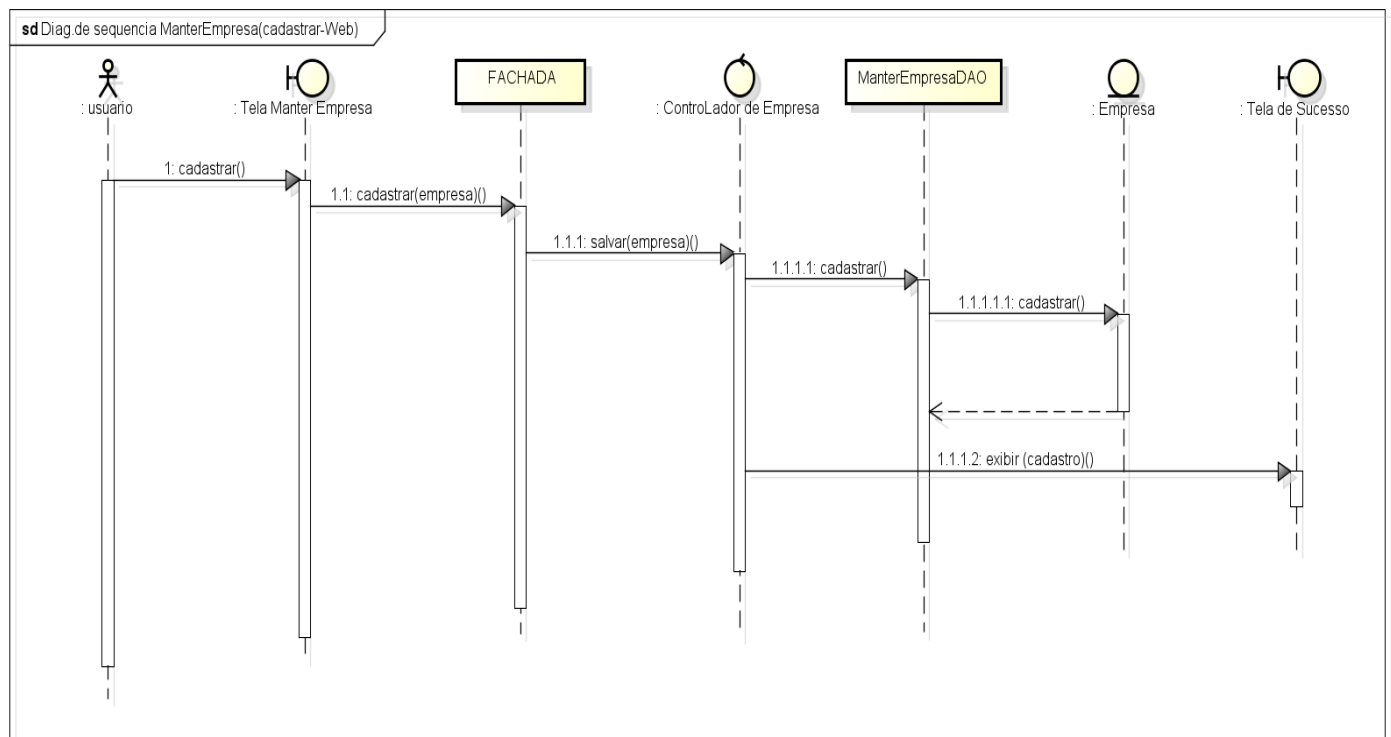 sd Diag.de sequencia ManterEmpresa(cadastrar-Web)
: usuario
: Tela Manter Empresa
FACHADA
: ControLador de Empresa
ManterEmpresaDAO
: Empresa
: Tela de Sucesso
1: cadastrar()
1.1: cadastrar(empresa)()
1.1.1: salvar(empresa)()
1.1.1.1: cadastrar()
1.1.1.1.1: cadastrar()
1.1.1.2: exibir (cadastro)()